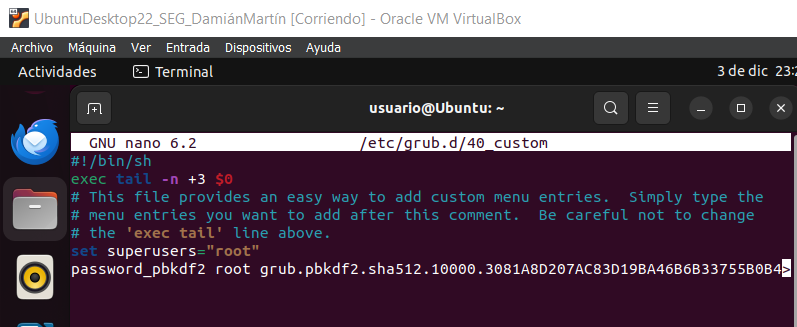 UbuntuDesktop22_SEG_DamiánMartín [Corriendo] - Oracle VM VirtualBox
Archivo Máquina Ver Entrada Dispositivos Ayuda
Actividades Terminal 3 de dic 23:2
usuario@Ubuntu: ~
GNU nano 6.2 /etc/grub.d/40_custom
#!/bin/sh
exec tail -n +3 $0
# This file provides an easy way to add custom menu entries.  Simply type the
# menu entries you want to add after this comment.  Be careful not to change
# the 'exec tail' line above.
set superusers="root"
password_pbkdf2 root grub.pbkdf2.sha512.10000.3081A8D207AC83D19BA46B6B33755B0B4>